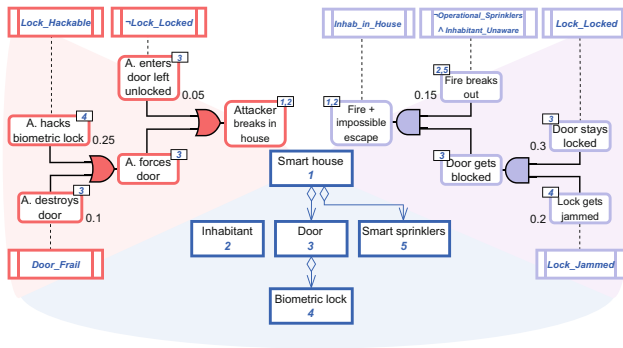 Lock_Hackable
¬Lock_Locked
Inhab_in_House
¬Operational_Sprinklers
^ Inhabitant_Unaware
Lock_Locked
3
A. enters
door left
unlocked
0.05
1,2
Attacker
breaks in
house
4
A. hacks
biometric lock
0.25
3
A. forces
door
3
A. destroys
door
0.1
Door_Frail
2,5
Fire breaks
out
0.15
1,2
Fire +
impossible
escape
3
Door stays
locked
0.3
3
Door gets
blocked
4
Lock gets
jammed
0.2
Lock_Jammed
Smart house
1
Inhabitant
2
Door
3
Smart sprinklers
5
Biometric lock
4